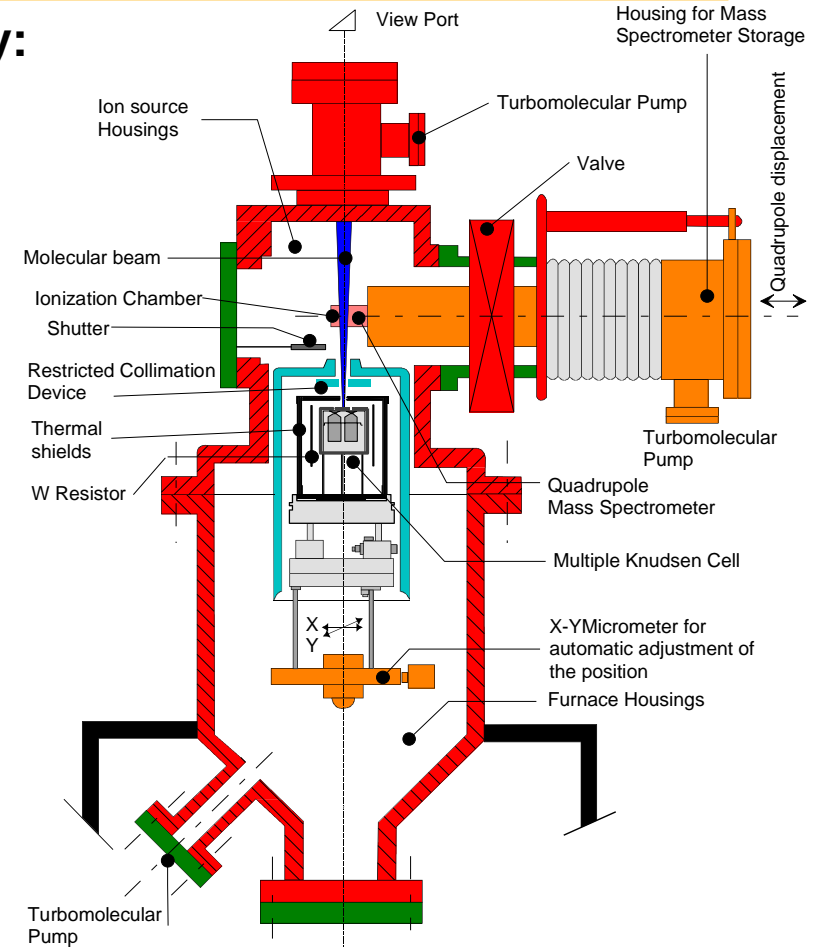 y:
View Port
Housing for Mass
Spectrometer Storage
Ion source
Housings
Turbomolecular Pump
Valve
Quadrupole displacement
Molecular beam
Ionization Chamber
Shutter
Restricted Collimation
Device
Thermal
shields
W Resistor
Turbomolecular
Pump
Quadrupole
Mass Spectrometer
Multiple Knudsen Cell
X
Y
X-YMicrometer for
automatic adjustment of
the position
Furnace Housings
Turbomolecular
Pump